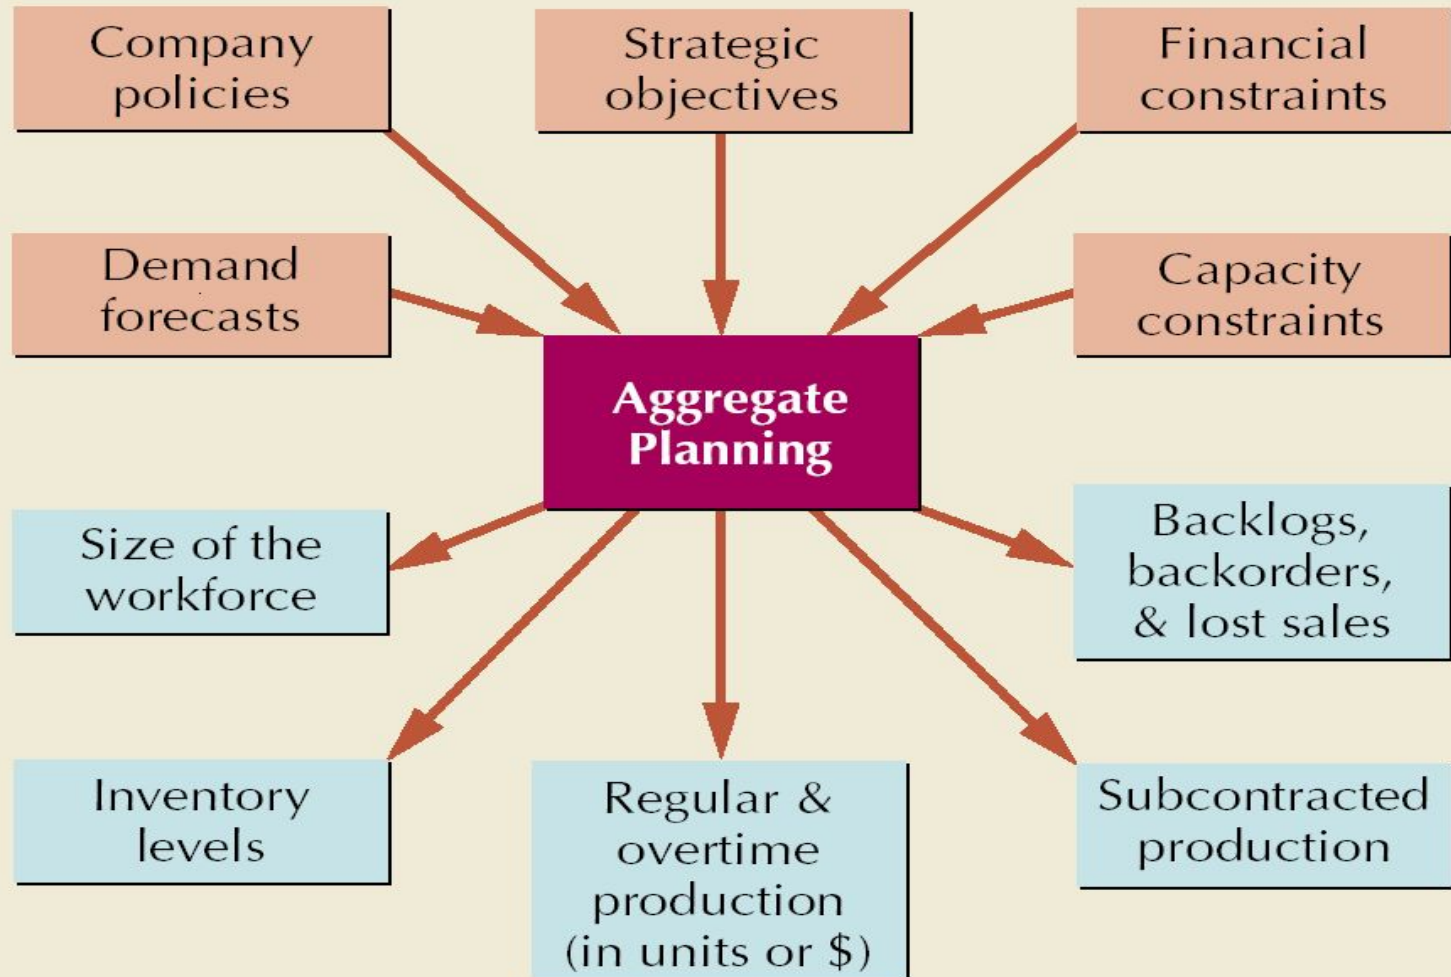 Company
policies
Strategic
objectives
Financial
constraints
Demand
forecasts
Capacity
constraints
Aggregate
Planning
Size of the
workforce
Backlogs,
backorders,
& lost sales
Inventory
levels
Regular &
overtime
production
(in units or $)
Subcontracted
production